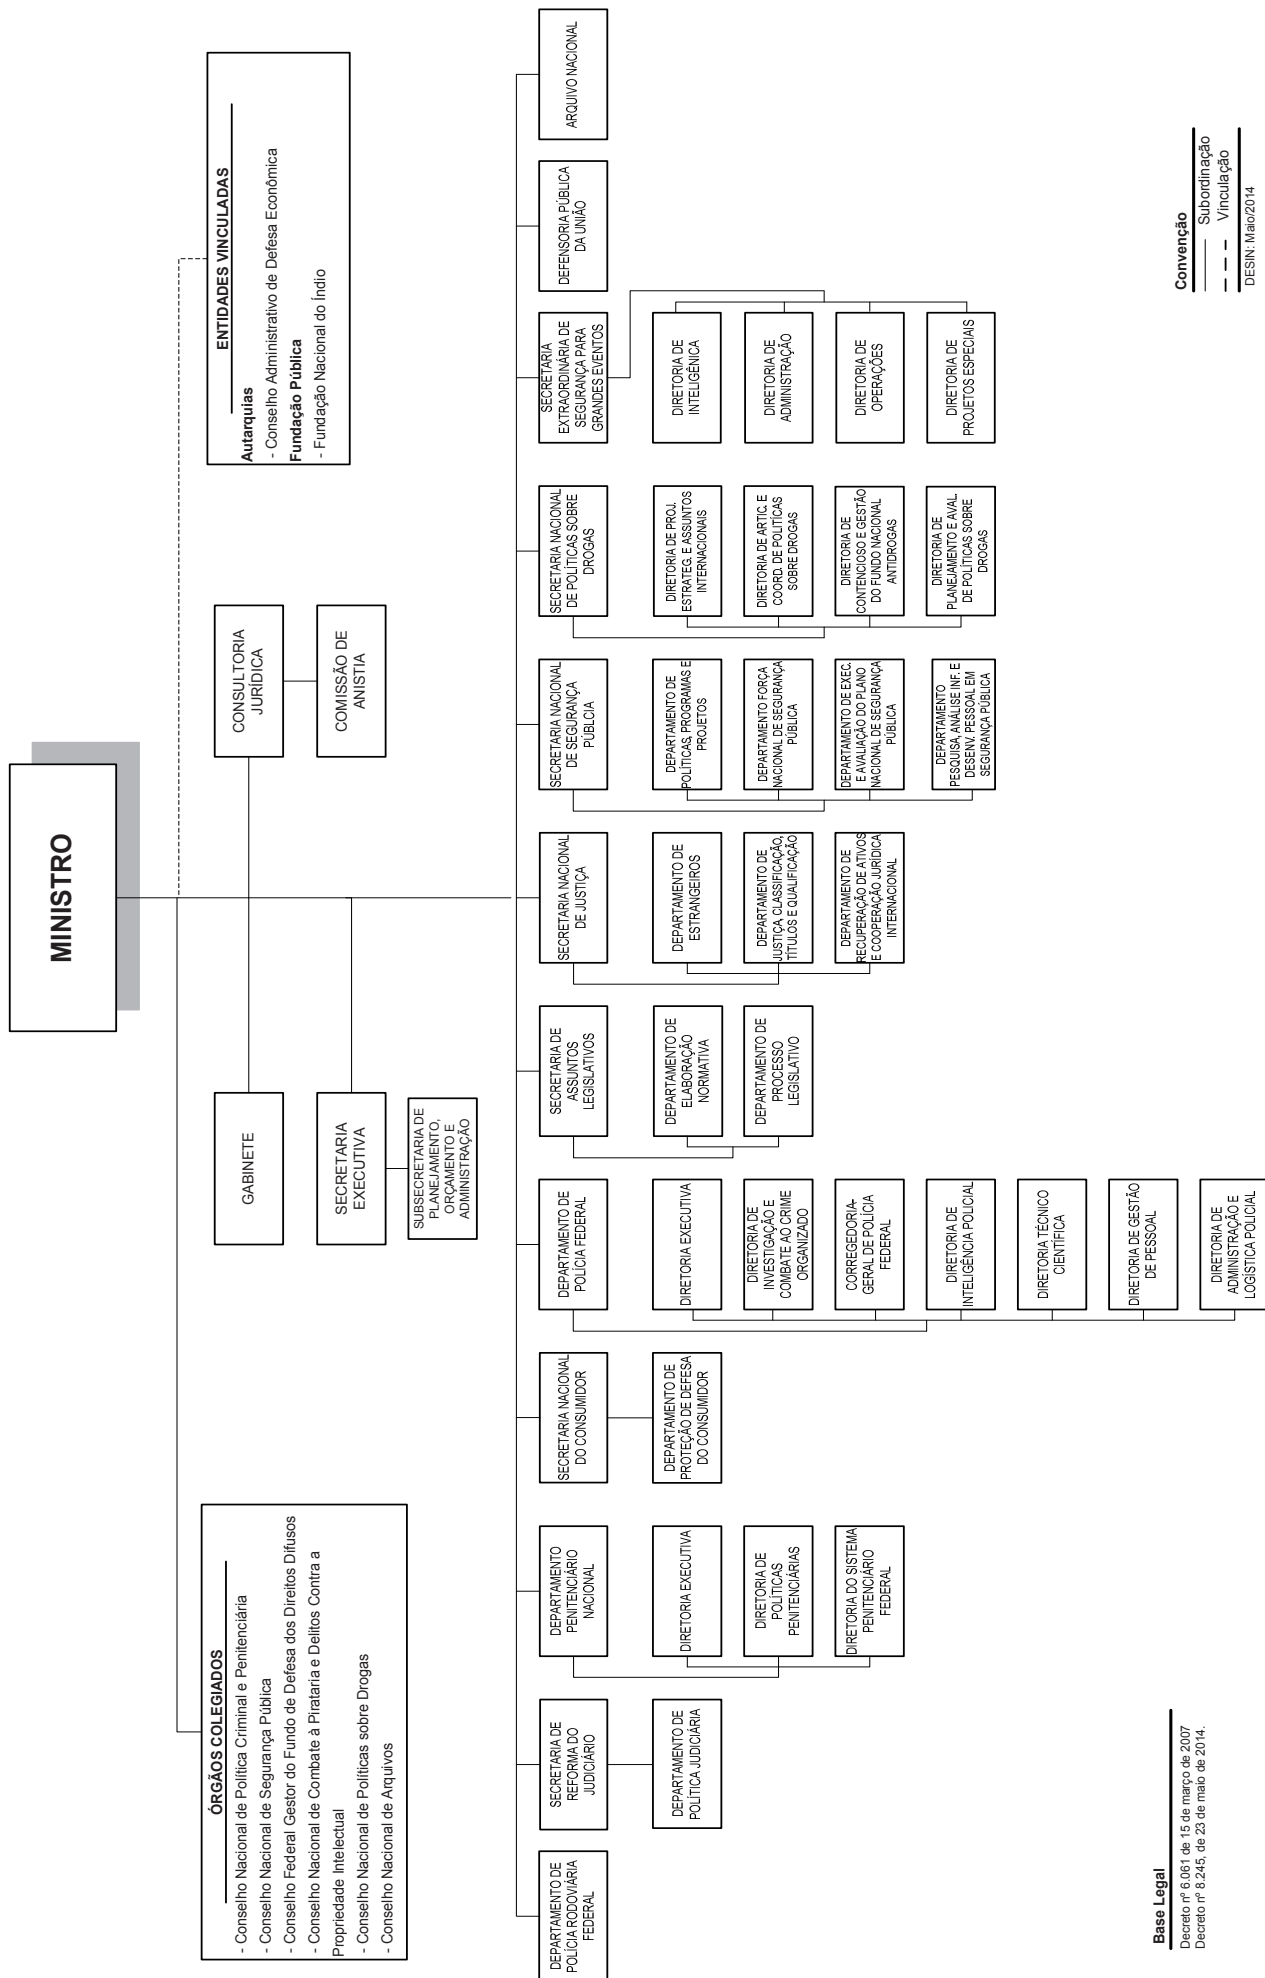 MINISTRO
ÓRGÃOS COLEGIADOS
- Conselho Nacional de Política Criminal e Penitenciária
- Conselho Nacional de Segurança Pública
- Conselho Federal Gestor do Fundo de Defesa dos Direitos Difusos
- Conselho Nacional de Combate à Pirataria e Delitos Contra a
Propriedade Intelectual
- Conselho Nacional de Políticas sobre Drogas
- Conselho Nacional de Arquivos
GABINETE
SECRETARIA
EXECUTIVA
SUBSECRETARIA DE
PLANEJAMENTO,
ORÇAMENTO E
ADMINISTRAÇÃO
CONSULTORIA
JURÍDICA
COMISSÃO DE
ANISTIA
ENTIDADES VINCULADAS
Autarquias
- Conselho Administrativo de Defesa Econômica
Fundação Pública
- Fundação Nacional do Índio
DEPARTAMENTO DE
POLÍCIA RODOVIÁRIA
FEDERAL
SECRETARIA DE
REFORMA DO
JUDICIÁRIO
DEPARTAMENTO DE
POLÍTICA JUDICIÁRIA
DEPARTAMENTO
PENITENCIÁRIO
NACIONAL
DIRETORIA EXECUTIVA
DIRETORIA DE
POLÍTICAS
PENITENCIÁRIAS
DIRETORIA DO SISTEMA
PENITENCIÁRIO
FEDERAL
SECRETARIA NACIONAL
DO CONSUMIDOR
DEPARTAMENTO DE
PROTEÇÃO DE DEFESA
DO CONSUMIDOR
DEPARTAMENTO DE
POLÍCIA FEDERAL
DIRETORIA EXECUTIVA
DIRETORIA DE
INVESTIGAÇÃO E
COMBATE AO CRIME
ORGANIZADO
CORREGEDORIA-
GERAL DE POLÍCIA
FEDERAL
DIRETORIA DE
INTELIGÊNCIA POLICIAL
DIRETORIA TÉCNICO
CIENTÍFICA
DIRETORIA DE GESTÃO
DE PESSOAL
DIRETORIA DE
ADMINISTRAÇÃO E
LOGÍSTICA POLICIAL
SECRETARIA DE
ASSUNTOS
LEGISLATIVOS
DEPARTAMENTO DE
ELABORAÇÃO
NORMATIVA
DEPARTAMENTO DE
PROCESSO
LEGISLATIVO
SECRETARIA NACIONAL
DE JUSTIÇA
DEPARTAMENTO DE
ESTRANGEIROS
DEPARTAMENTO DE
JUSTIÇA, CLASSIFICAÇÃO,
TÍTULOS E QUALIFICAÇÃO
DEPARTAMENTO DE
RECUPERAÇÃO DE ATIVOS
E COOPERAÇÃO JURÍDICA
INTERNACIONAL
SECRETARIA NACIONAL
DE SEGURANÇA
PÚBLCIA
DEPARTAMENTO DE
POLÍTICAS, PROGRAMAS E
PROJETOS
DEPARTAMENTO FORÇA
NACIONAL DE SEGURANÇA
PÚBLICA
DEPARTAMENTO DE EXEC.
E AVALIAÇÃO DO PLANO
NACIONAL DE SEGURANÇA
PÚBLICA
DEPARTAMENTO
PESQUISA, ANÁLISE INF. E
DESENV. PESSOAL EM
SEGURANÇA PÚBLICA
SECRETARIA NACIONAL
DE POLÍTICAS SOBRE
DROGAS
DIRETORIA DE PROJ.
ESTRATEG. E ASSUNTOS
INTERNACIONAIS
DIRETORIA DE ARTIC. E
COORD. DE POLITÍCAS
SOBRE DROGAS
DIRETORIA DE
CONTENCIOSO E GESTÃO
DO FUNDO NACIONAL
ANTIDROGAS
DIRETORIA DE
PLANEJAMENTO E AVAL.
DE POLÍTICAS SOBRE
DROGAS
SECRETARIA
EXTRAORDINÁRIA DE
SEGURANÇA PARA
GRANDES EVENTOS
DIRETORIA DE
INTELIGÊNICA
DIRETORIA DE
ADMINISTRAÇÃO
DIRETORIA DE
OPERAÇÕES
DIRETORIA DE
PROJETOS ESPECIAIS
DEFENSORIA PÚBLICA
DA UNIÃO
ARQUIVO NACIONAL
Base Legal
Decreto nº 6.061 de 15 de março de 2007
Decreto nº 8.245, de 23 de maio de 2014.
Convenção
Subordinação
Vinculação
DESIN: Maio/2014